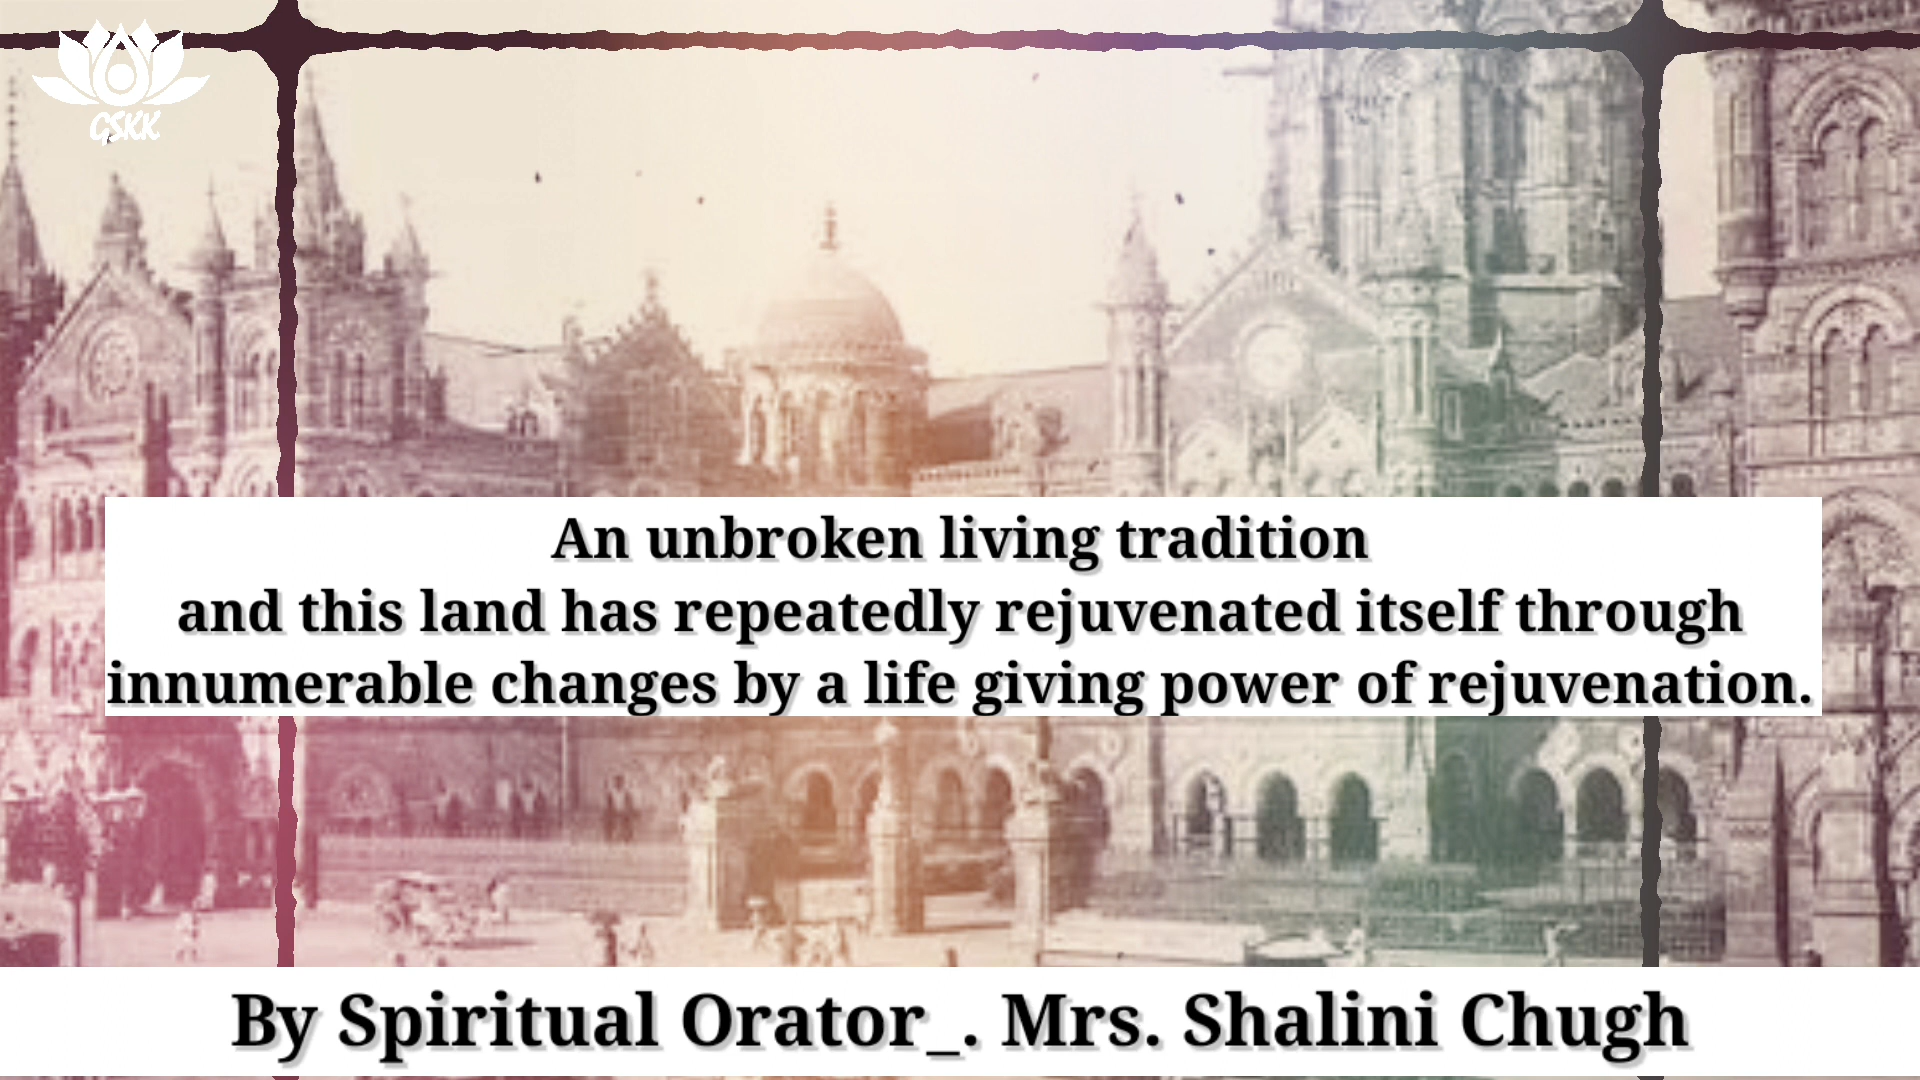 GSKK
An unbroken living tradition
and this land has repeatedly rejuvenated itself through
innumerable changes by a life giving power of rejuvenation.
By Spiritual Orator_. Mrs. Shalini Chugh